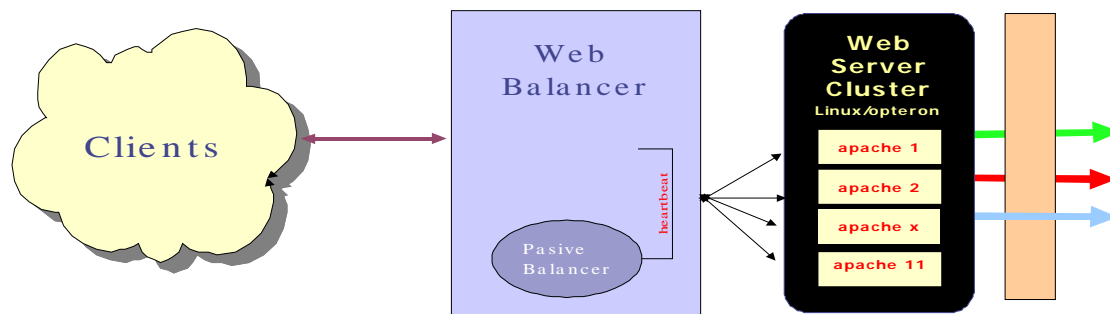 Clients
Web
Balancer
heartbeat
Pasive
Balancer
Web
Server
Cluster
Linux/opteron
apache 1
apache 2
apache x
apache 11